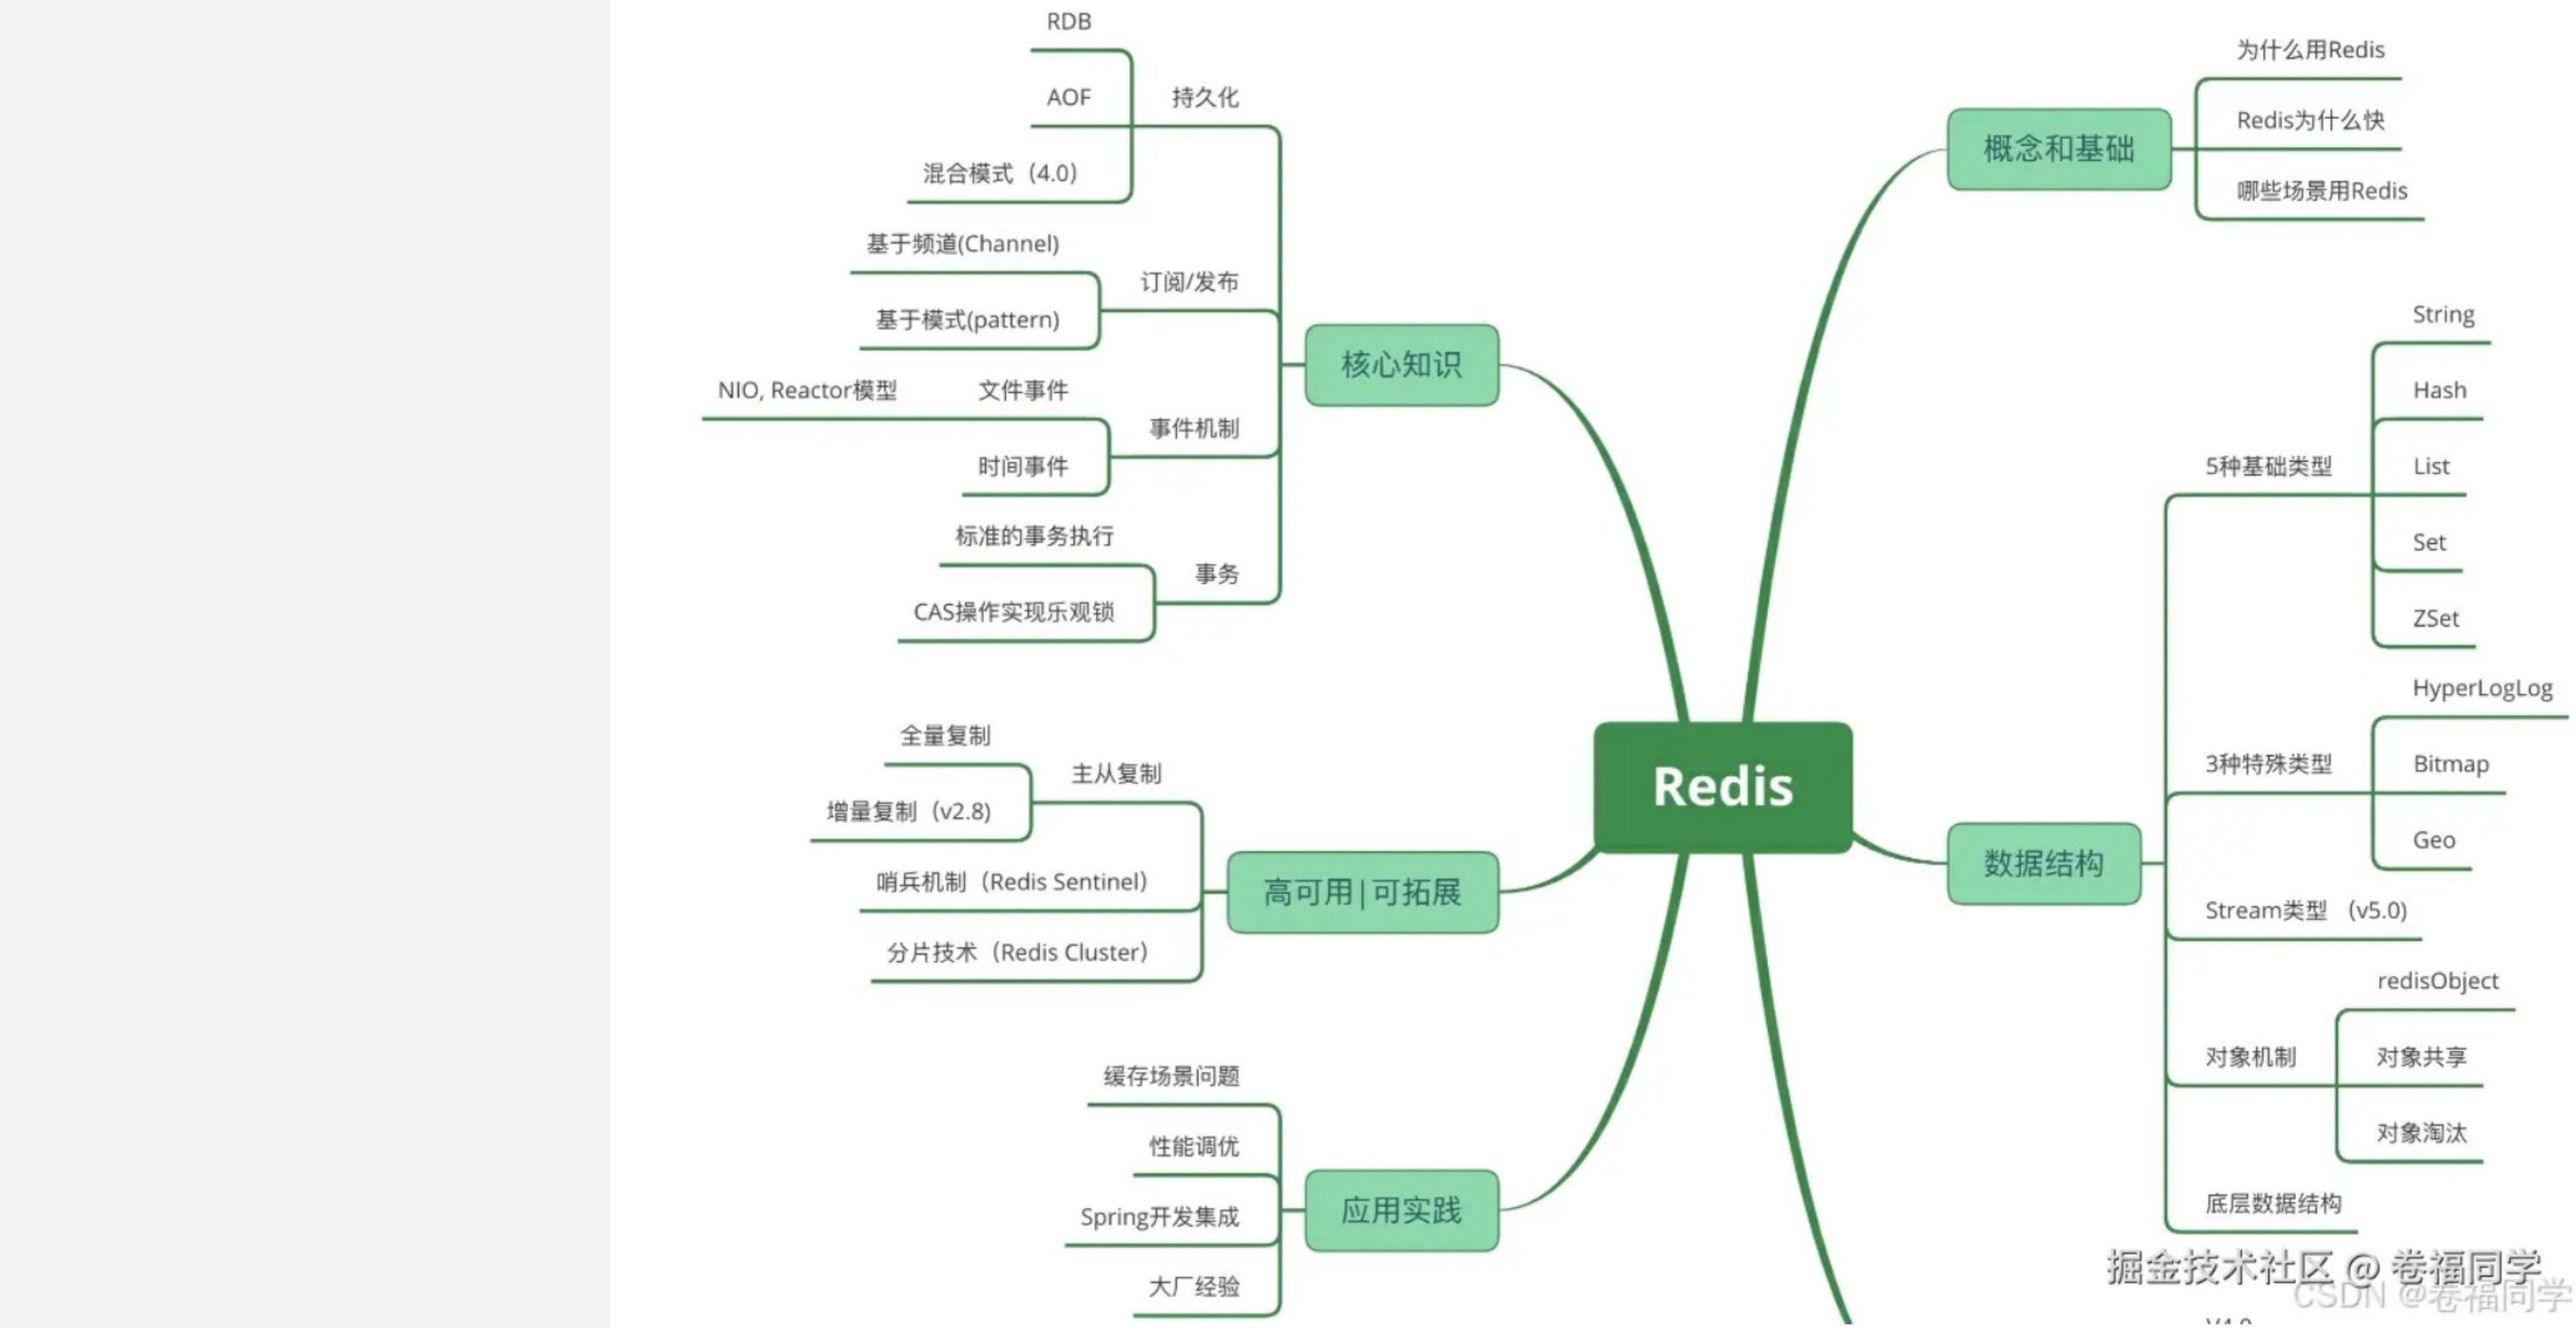 Redis
概念和基础
为什么用Redis
Redis为什么快
哪些场景用Redis
数据结构
5种基础类型
String
Hash
List
Set
ZSet
3种特殊类型
HyperLogLog
Bitmap
Geo
Stream类型 （v5.0)
对象机制
redisObject
对象共享
对象淘汰
底层数据结构
核心知识
持久化
RDB
AOF
混合模式（4.0）
订阅/发布
基于频道(Channel)
基于模式(pattern)
事件机制
文件事件
NIO, Reactor模型
时间事件
事务
标准的事务执行
CAS操作实现乐观锁
高可用|可拓展
主从复制
全量复制
增量复制（v2.8)
哨兵机制（Redis Sentinel）
分片技术（Redis Cluster）
应用实践
缓存场景问题
性能调优
Spring开发集成
大厂经验
掘金技术社区 @ 卷福同学
CSDN @卷福同学